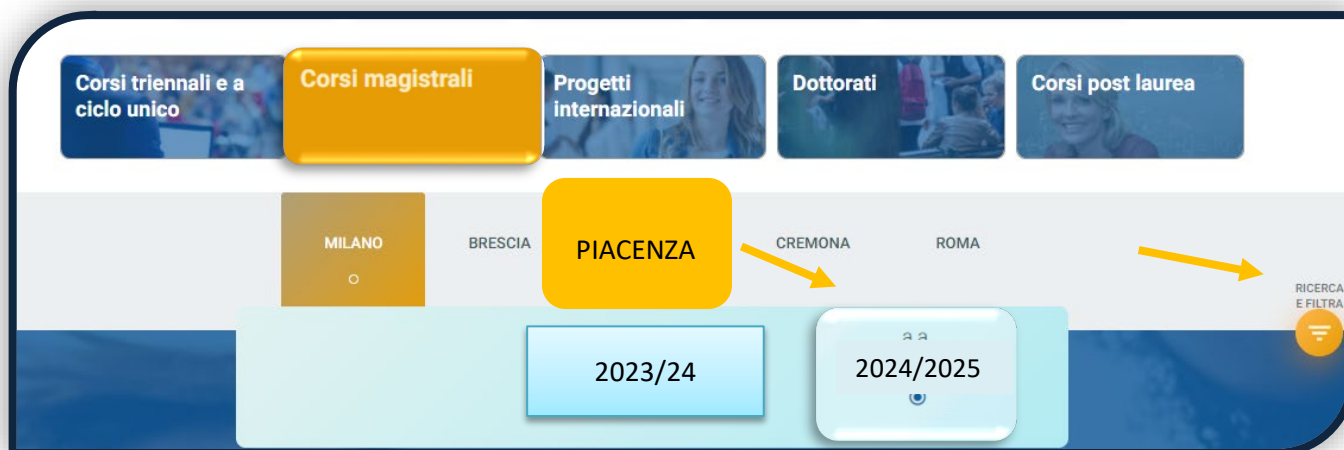 Corsi triennali e a
ciclo unico
Corsi magistrali
Progetti
internazionali
Dottorati
Corsi post laurea
MILANO
BRESCIA
PIACENZA
CREMONA
ROMA
RICERCA
E FILTRA
2023/24
a.a.
2024/2025